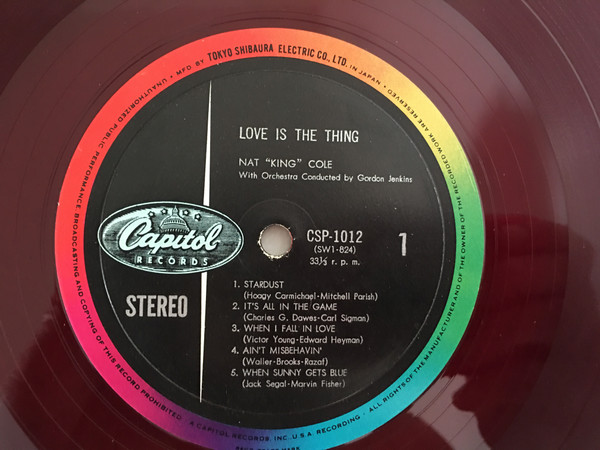 MFD. BY TOKYO SHIBAURA ELECTRIC CO., LTD. IN JAPAN
ALL RIGHTS OF THE MANUFACTURER AND OF THE OWNER OF THE RECORDED WORK ARE RESERVED
UNAUTHORIZED PUBLIC PERFORMANCE, BROADCASTING AND COPYING OF THIS RECORD PROHIBITED
LOVE IS THE THING
NAT "KING" COLE
With Orchestra Conducted by Gordon Jenkins
Capitol
RECORDS
CSP-1012
1
(SW1-824)
33⅓ r. p. m.
STEREO
1. STARDUST
(Hoagy Carmichael-Mitchell Parish)
2. IT'S ALL IN THE GAME
(Charles G. Dawes-Carl Sigman)
3. WHEN I FALL IN LOVE
(Victor Young-Edward Heyman)
4. AIN'T MISBEHAVIN'
(Waller-Brooks-Razaf)
5. WHEN SUNNY GETS BLUE
(Jack Segal-Marvin Fisher)
A CAPITOL RECORDS, INC., U.S.A. RECORDING